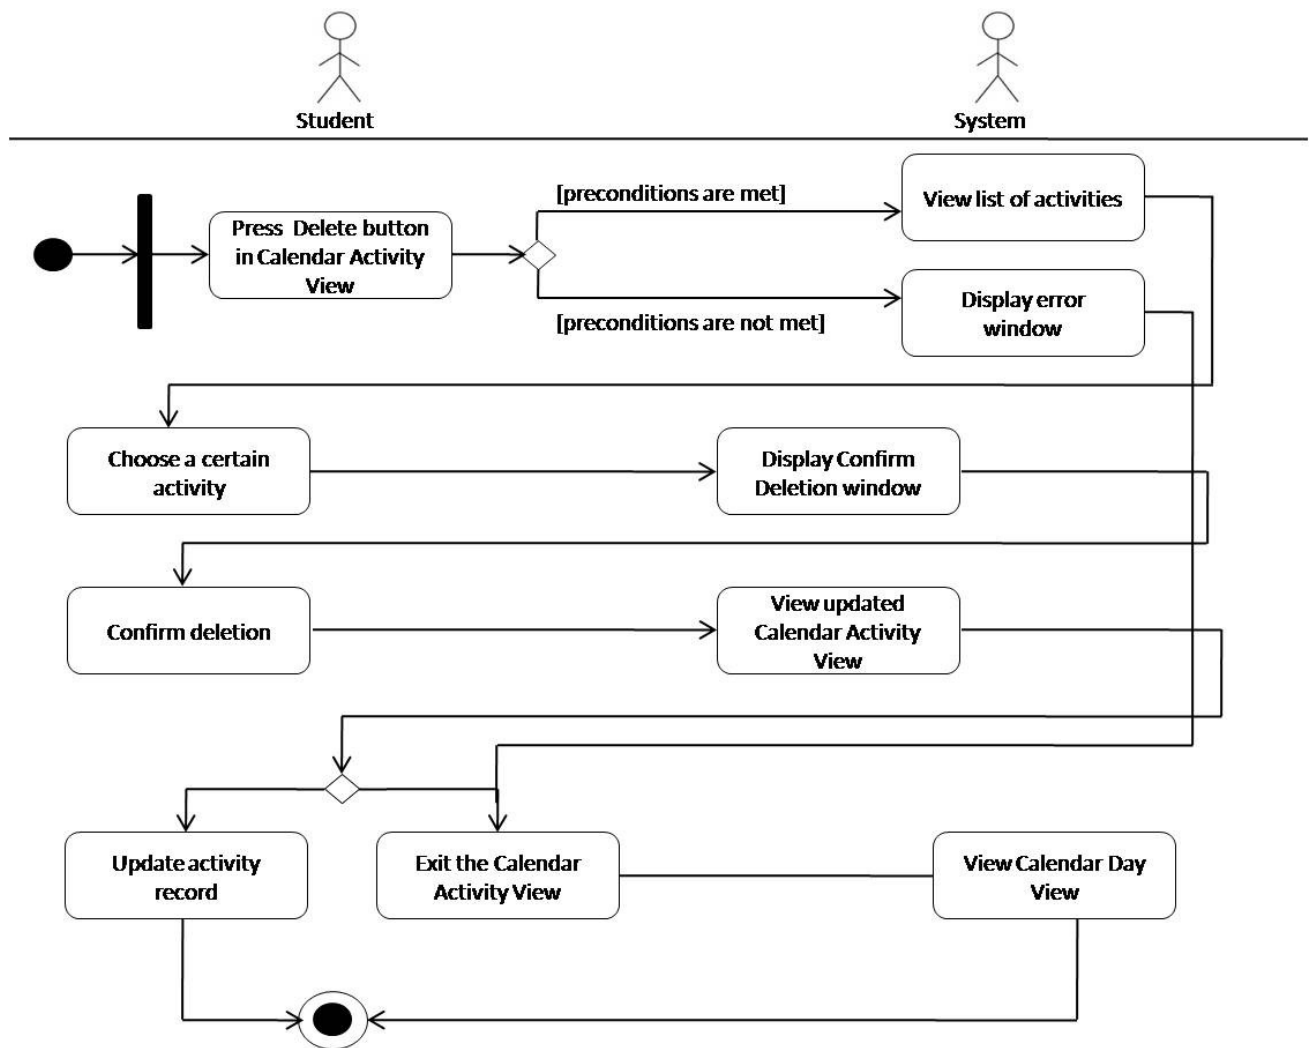 Student
System
[preconditions are met]
View list of activities
Press Delete button
in Calendar Activity
View
[preconditions are not met]
Display error
window
Choose a certain
activity
Display Confirm
Deletion window
Confirm deletion
View updated
Calendar Activity
View
Update activity
record
Exit the Calendar
Activity View
View Calendar Day
View